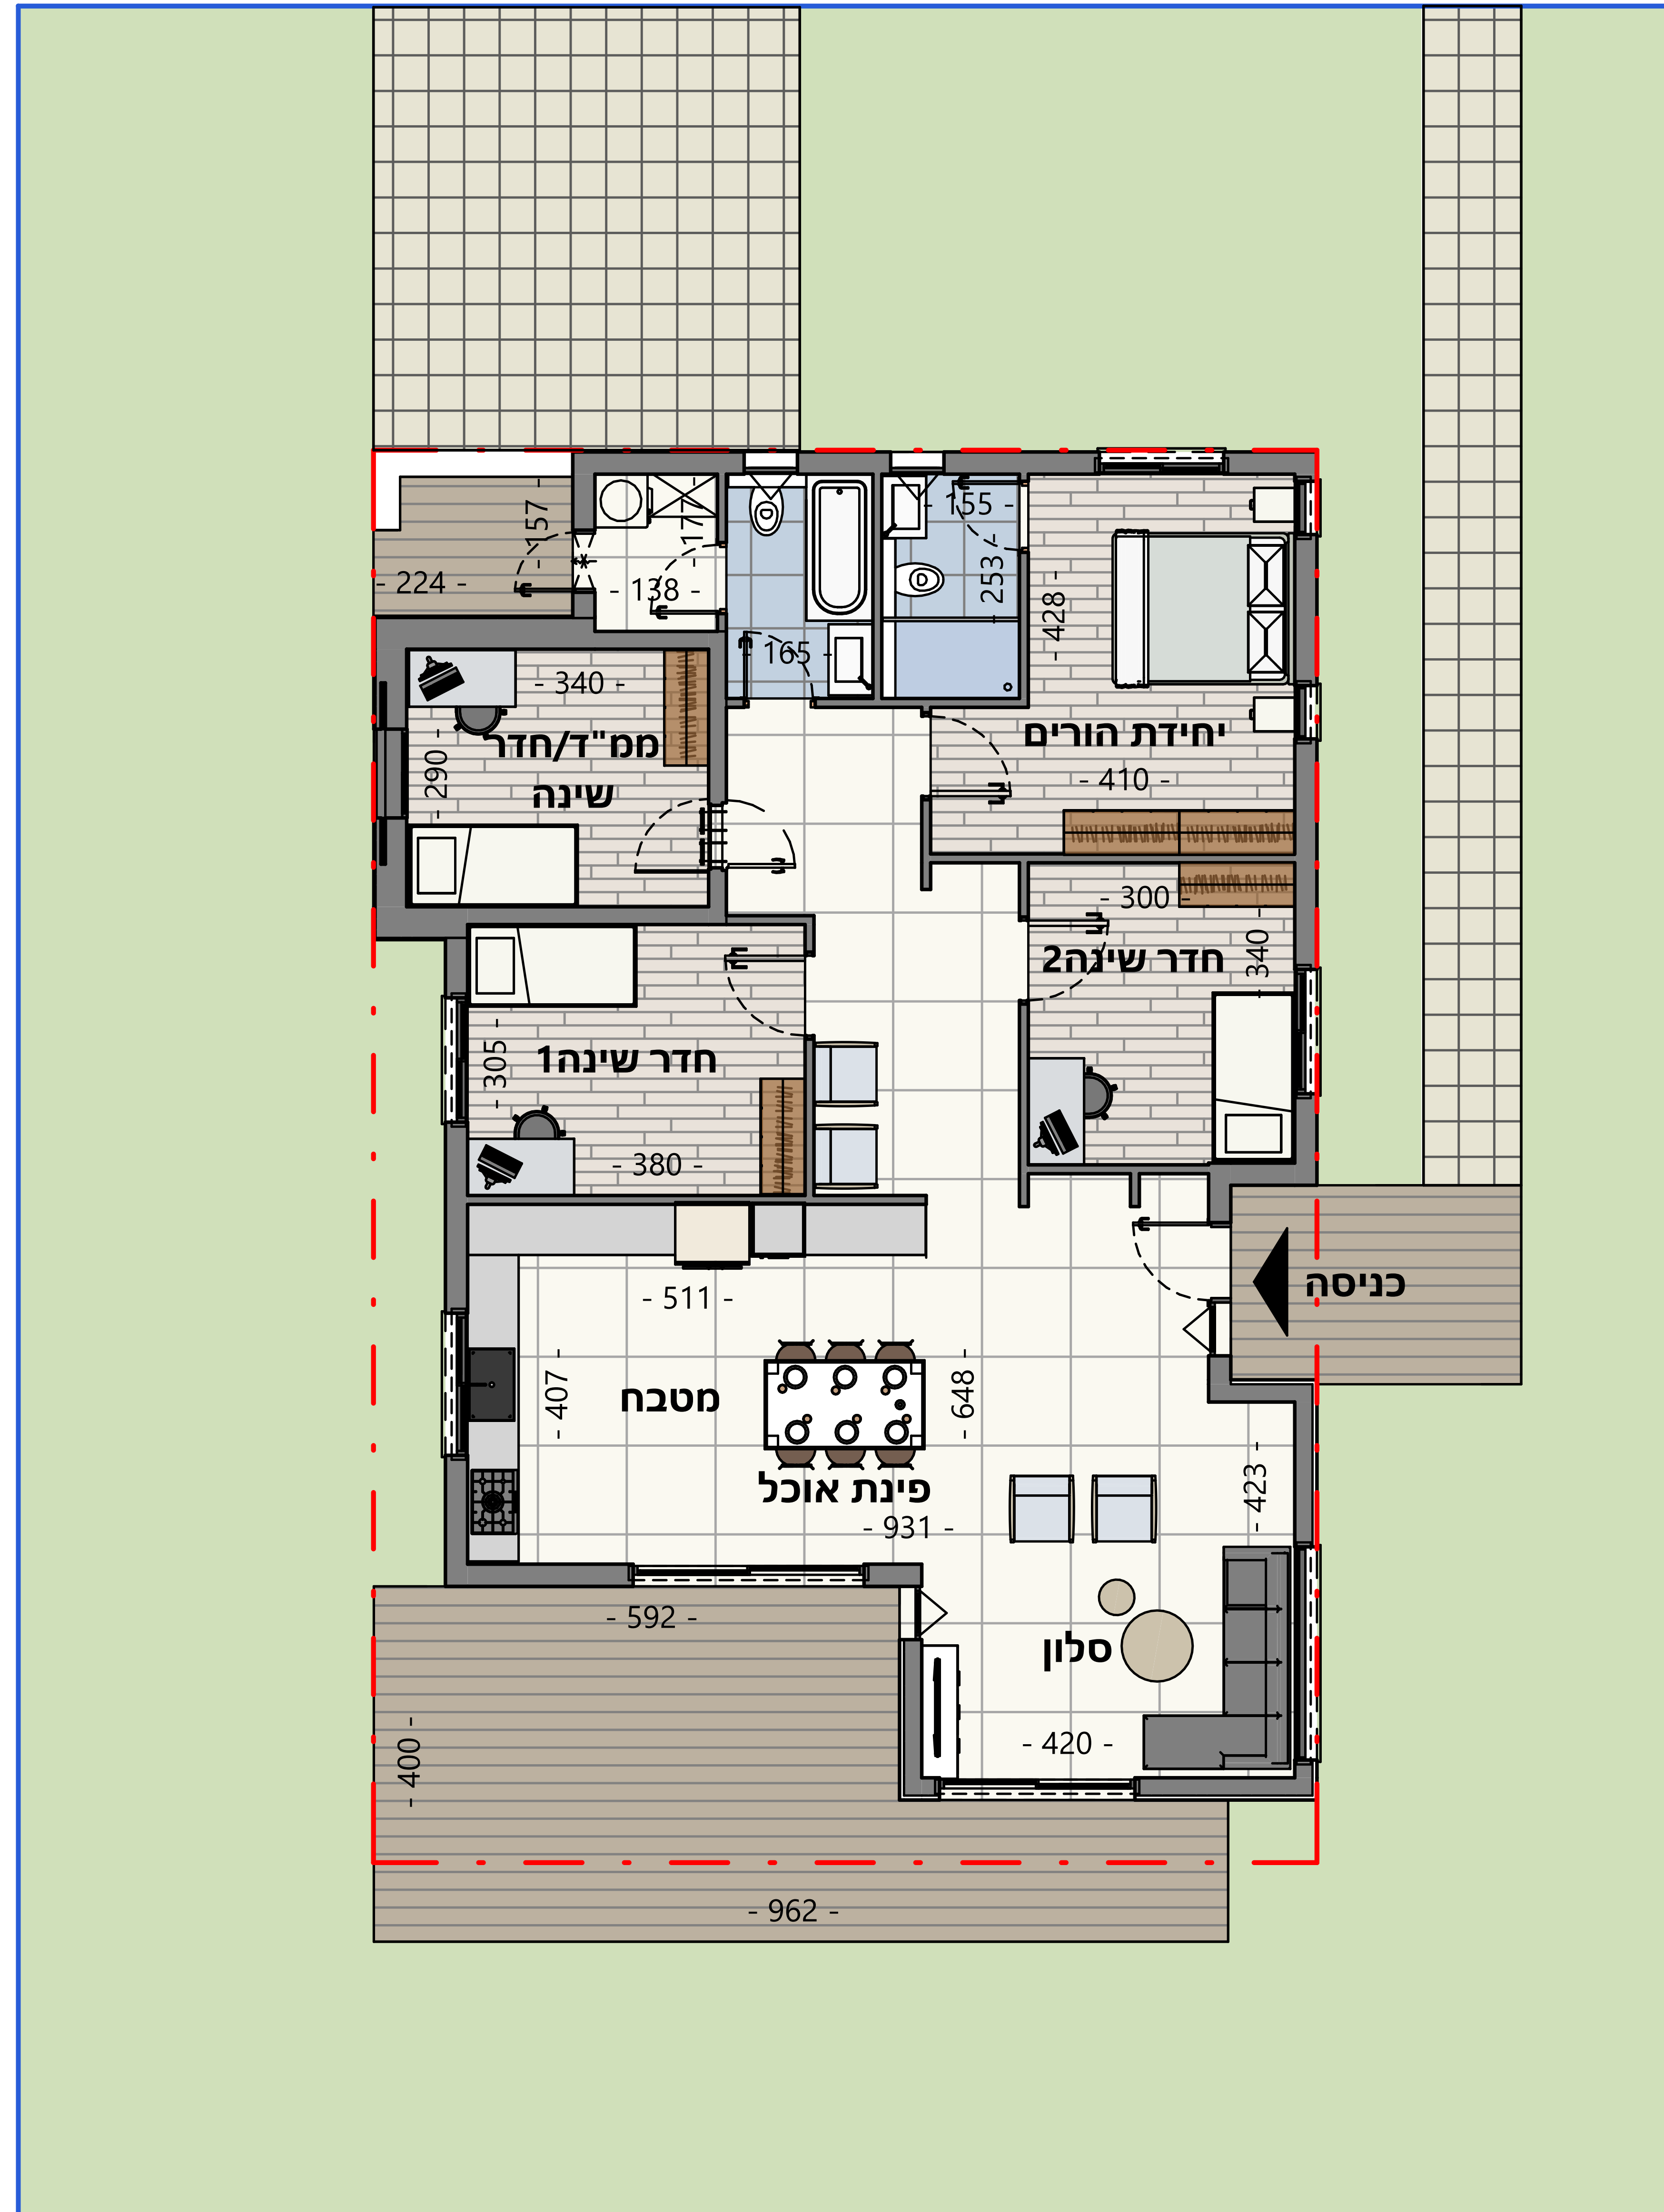 - 155 -
- 157 -
- 177 -
- 253 -
- 224 -
- 138 -
- 428 -
- 165 -
- 340 -
ממ"ד/חדר
שינה
- 290 -
יחידת הורים
- 410 -
- 300 -
חדר שינה2
- 340 -
חדר שינה1
- 305 -
- 380 -
כניסה
- 511 -
- 407 -
מטבח
- 648 -
פינת אוכל
- 931 -
- 423 -
- 592 -
סלון
- 420 -
- 400 -
- 962 -